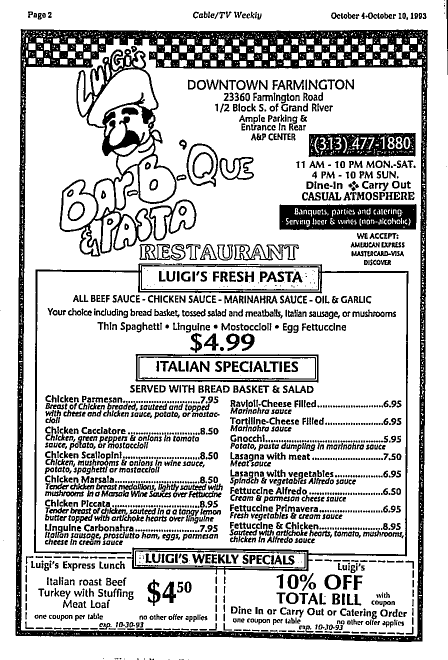 Page 2 Cable/TV Weekly October 4-October 10, 1993
LUIGI'S
BAR-B-'QUE
& PASTA
RESTAURANT
DOWNTOWN FARMINGTON
23360 Farmington Road
1/2 Block S. of Grand River
Ample Parking &
Entrance in Rear
A&P CENTER
(313) 477-1880
11 AM - 10 PM MON.-SAT.
4 PM - 10 PM SUN.
Dine-In ❖ Carry Out
CASUAL ATMOSPHERE
Banquets, parties and catering
Serving beer & wines (non-alcoholic)
WE ACCEPT:
AMERICAN EXPRESS
MASTERCARD-VISA
DISCOVER
LUIGI'S FRESH PASTA
ALL BEEF SAUCE - CHICKEN SAUCE - MARINAHRA SAUCE - OIL & GARLIC
Your choice including bread basket, tossed salad and meatballs, Italian sausage, or mushrooms
Thin Spaghetti • Linguine • Mostoccioli • Egg Fettuccine
$4.99
ITALIAN SPECIALTIES
SERVED WITH BREAD BASKET & SALAD
Chicken Parmesan 7.95
Breast of Chicken breaded, sauteed and topped
with cheese and chicken sauce, potato, or mostac-
cioli
Chicken Cacciatore 8.50
Chicken, green peppers & onions in tomato
sauce, potato, or mostaccioli
Chicken Scallopini 8.50
Chicken, mushrooms & onions in wine sauce,
potato, spaghetti or mostaccioli
Chicken Marsala 8.50
Tender chicken breast medallions, lightly sauteed with
mushrooms in a Marsala Wine Sauce over Fettuccine
Chicken Piccata 8.95
Tender breast of chicken, sauteed in a a tangy lemon
butter topped with artichoke hearts over linguine
Linguine Carbonahra 7.95
Italian sausage, prosciutto ham, eggs, parmesan
cheese in cream sauce
Ravioli-Cheese Filled 6.95
Marinahra sauce
Tortiline-Cheese Filled 6.95
Marinahra sauce
Gnocchi 5.95
Potato, pasta dumpling in marinahra sauce
Lasagna with meat 7.50
Meat sauce
Lasagna with vegetables 6.95
Spinach & vegetables Alfredo sauce
Fettuccine Alfredo 6.50
Cream & parmesan cheese sauce
Fettuccine Primavera 6.95
Fresh vegetables & cream sauce
Fettuccine & Chicken 8.95
Sauteed with artichoke hearts, tomato, mushrooms,
chicken in Alfredo sauce
LUIGI'S WEEKLY SPECIALS
Luigi's Express Lunch
Italian roast Beef
Turkey with Stuffing
Meat Loaf
$4.50
one coupon per table no other offer applies
exp. 10-30-93
Luigi's
10% OFF
TOTAL BILL with
coupon
Dine In or Carry Out or Catering Order
one coupon per table no other offer applies
exp. 10-30-93